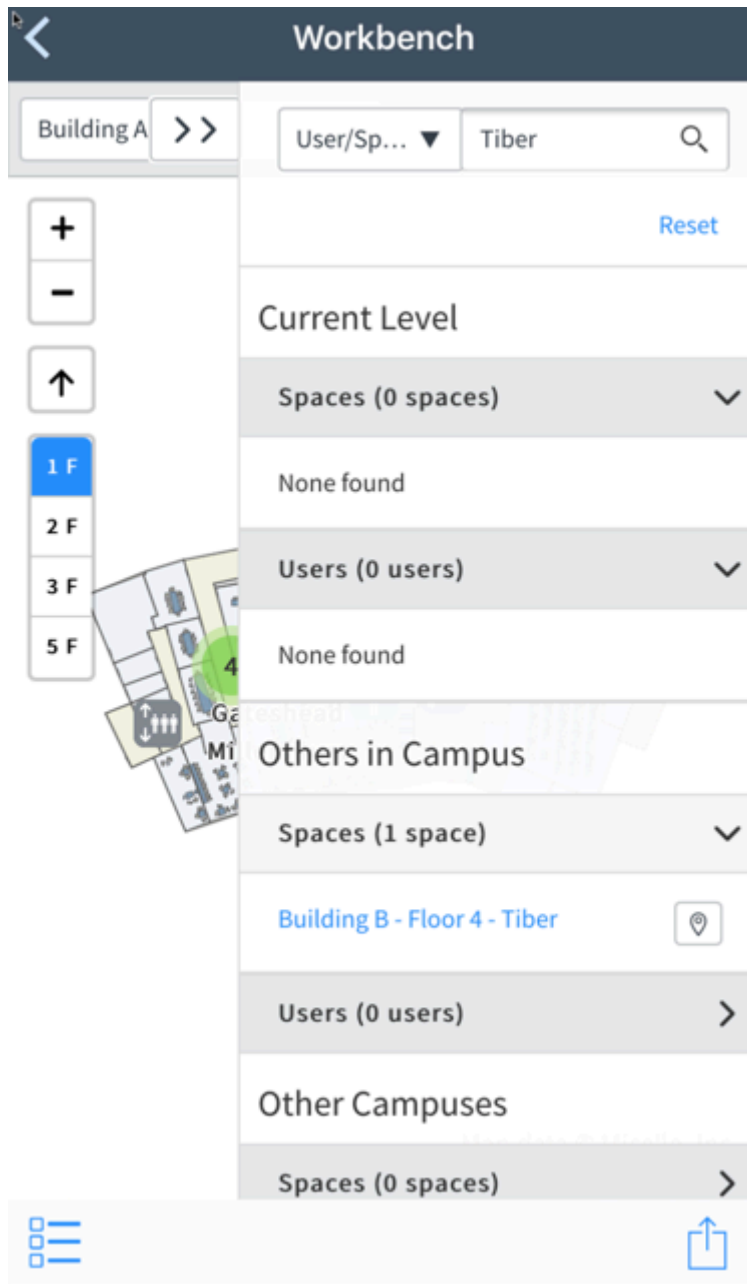 Workbench
Building A
User/Sp... ▼
Tiber
Reset
Current Level
Spaces (0 spaces)
None found
Users (0 users)
None found
Others in Campus
Spaces (1 space)
Building B - Floor 4 - Tiber
Users (0 users)
Other Campuses
Spaces (0 spaces)
+
−
1 F
2 F
3 F
5 F
4
Gateshead